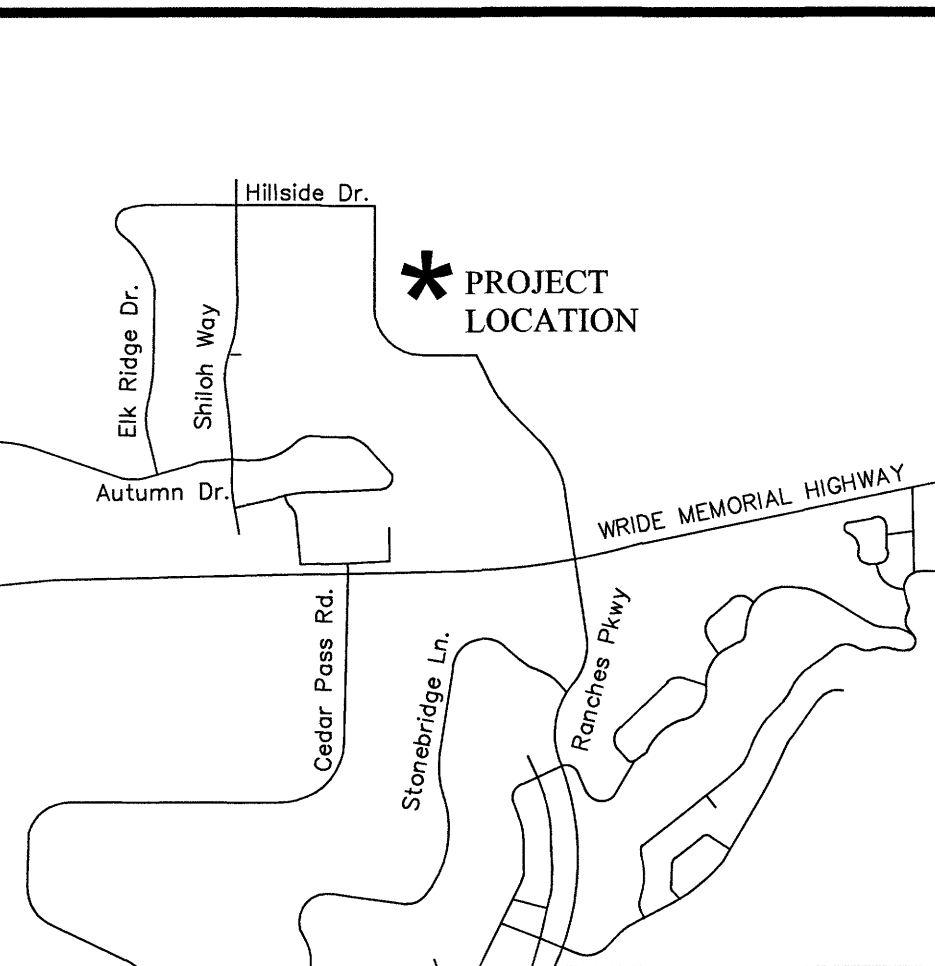 Hillside Dr.
PROJECT
LOCATION
Elk Ridge Dr.
Shiloh Way
Autumn Dr.
WRIDE MEMORIAL HIGHWAY
Cedar Pass Rd.
Stonebridge Ln.
Ranches Pkwy